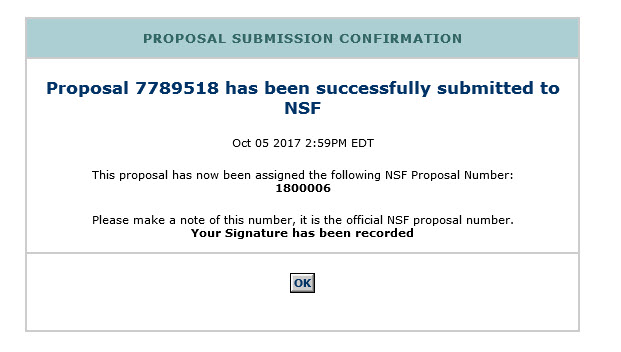 PROPOSAL SUBMISSION CONFIRMATION
Proposal 7789518 has been successfully submitted to
NSF
Oct 05 2017 2:59PM EDT
This proposal has now been assigned the following NSF Proposal Number:
1800006
Please make a note of this number, it is the official NSF proposal number.
Your Signature has been recorded
OK